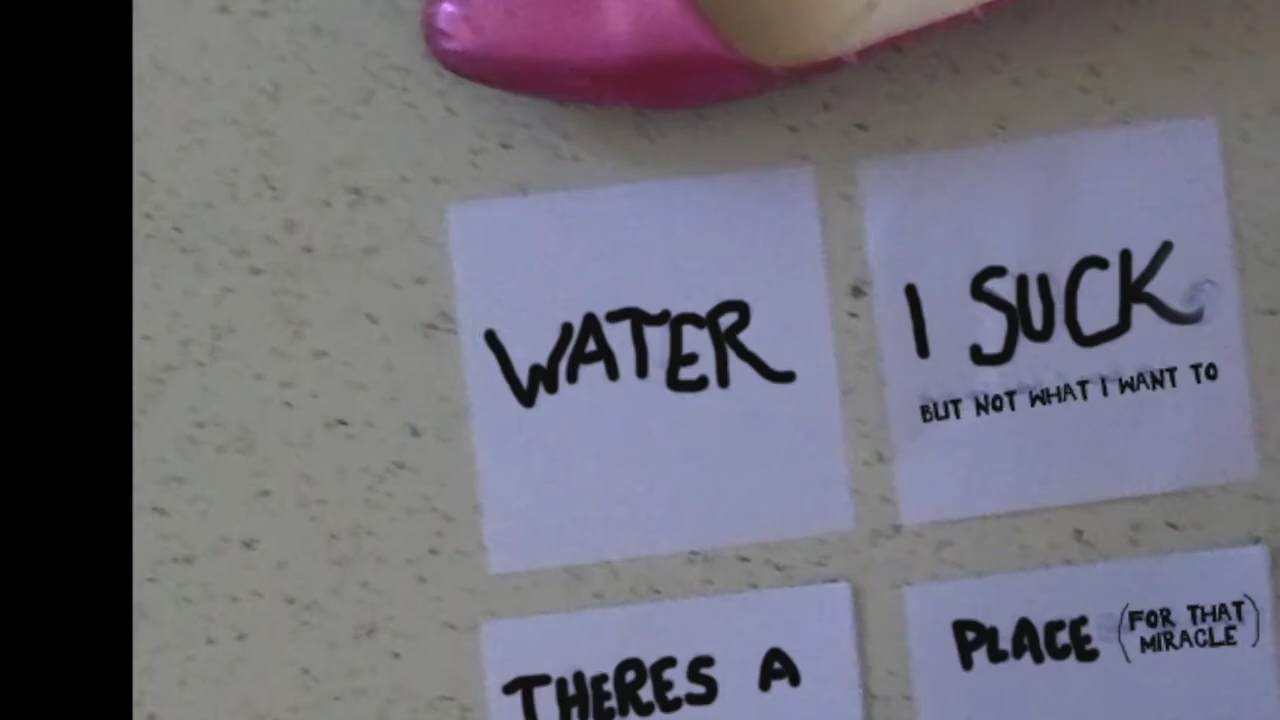 WATER
I SUCK
BUT NOT WHAT I WANT TO
THERES A
PLACE (FOR THAT
MIRACLE)